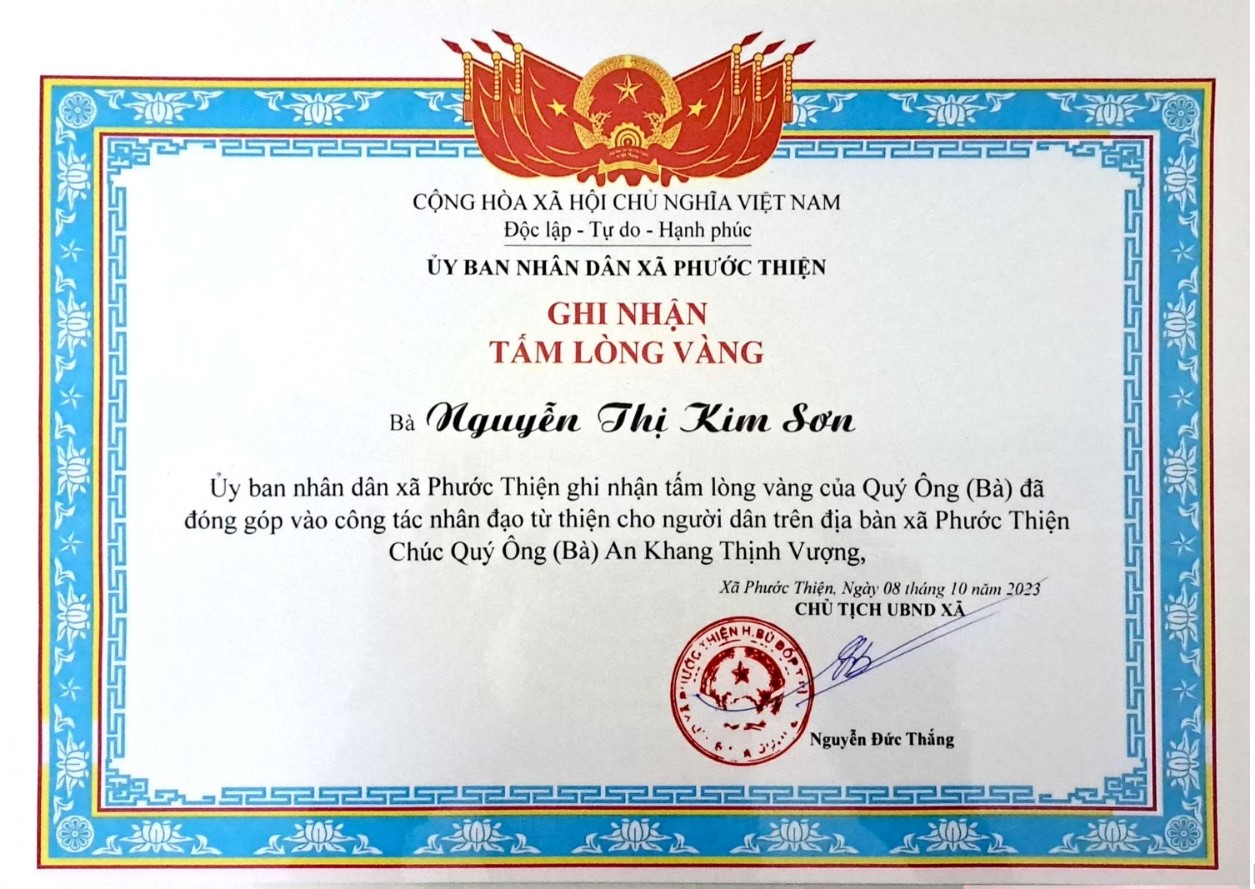 CỘNG HÒA XÃ HỘI CHỦ NGHĨA VIỆT NAM
Độc lập - Tự do - Hạnh phúc
ỦY BAN NHÂN DÂN XÃ PHƯỚC THIỆN
GHI NHẬN
TẤM LÒNG VÀNG
Bà Nguyễn Thị Kim Sơn
Ủy ban nhân dân xã Phước Thiện ghi nhận tấm lòng vàng của Quý Ông (Bà) đã
đóng góp vào công tác nhân đạo từ thiện cho người dân trên địa bàn xã Phước Thiện
Chúc Quý Ông (Bà) An Khang Thịnh Vượng,
Xã Phước Thiện, Ngày 08 tháng 10 năm 2023
CHỦ TỊCH UBND XÃ
THIỆN H. BÙ ĐỐP
Nguyễn Đức Thắng